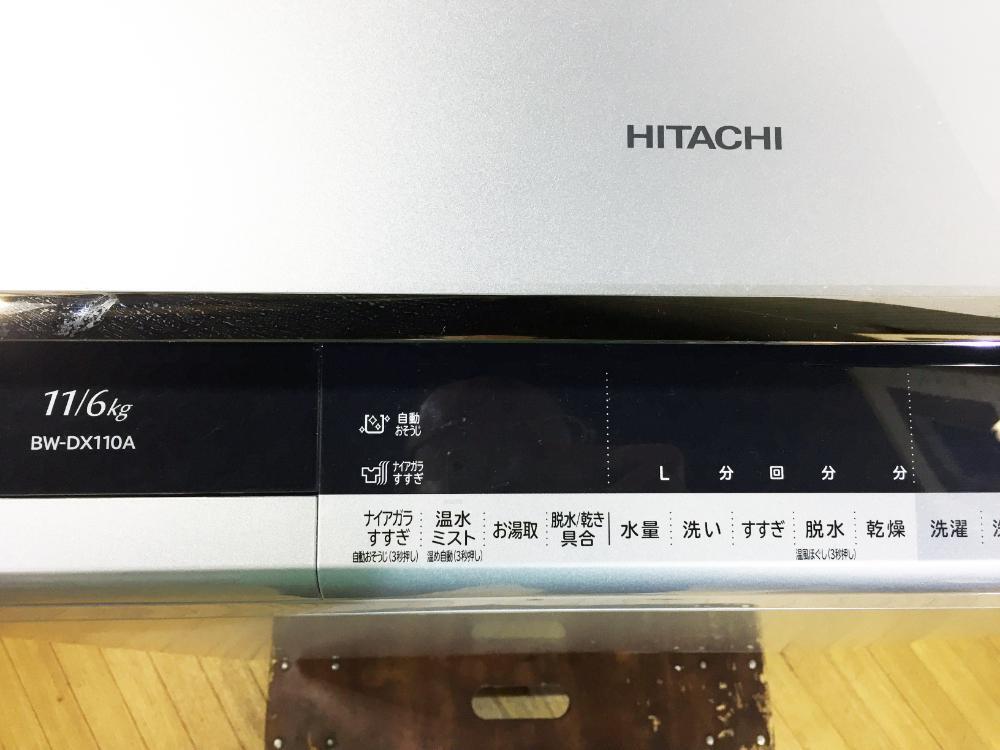 HITACHI
11/6kg
BW-DX110A
自動
おそうじ
ナイアガラ
すすぎ
L 分 回 分 分
ナイアガラ
すすぎ
自動おそうじ(3秒押し)
温水
ミスト
温め自動(3秒押し)
お湯取
脱水/乾き
具合
水量
洗い
すすぎ
脱水
温風ほぐし(3秒押し)
乾燥
洗濯